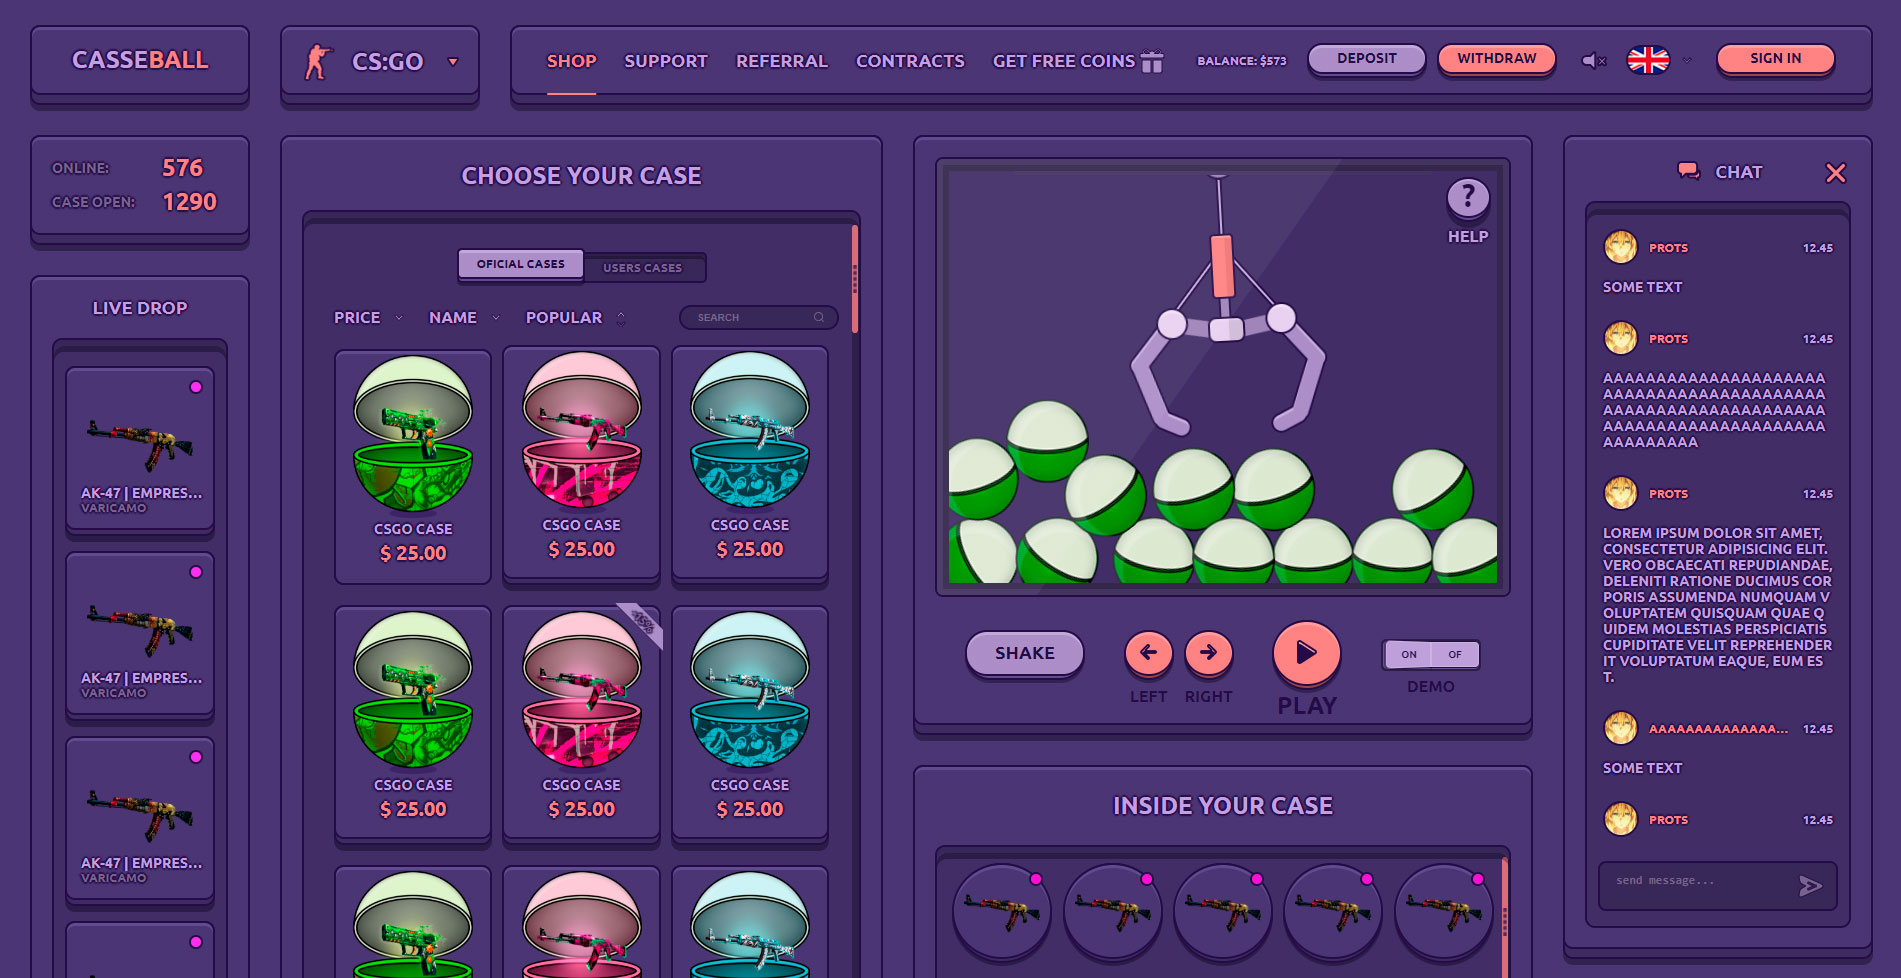 CASSEBALL
CS:GO
SHOP SUPPORT REFERRAL CONTRACTS GET FREE COINS
BALANCE: $573
DEPOSIT
WITHDRAW
SIGN IN
ONLINE: 576
CASE OPEN: 1290
LIVE DROP
AK-47 | EMPRES...
VARICAMO
AK-47 | EMPRES...
VARICAMO
AK-47 | EMPRES...
VARICAMO
CHOOSE YOUR CASE
OFICIAL CASES
USERS CASES
PRICE NAME POPULAR
SEARCH
CSGO CASE
$ 25.00
CSGO CASE
$ 25.00
CSGO CASE
$ 25.00
-15%
CSGO CASE
$ 25.00
CSGO CASE
$ 25.00
CSGO CASE
$ 25.00
?
HELP
SHAKE
LEFT
RIGHT
PLAY
ON OF
DEMO
INSIDE YOUR CASE
CHAT
PROTS 12.45
SOME TEXT
PROTS 12.45
AAAAAAAAAAAAAAAAAAAAA
AAAAAAAAAAAAAAAAAAAAA
AAAAAAAAAAAAAAAAAAAAA
AAAAAAAAAAAAAAAAAAAAA
AAAAAAAAA
PROTS 12.45
LOREM IPSUM DOLOR SIT AMET,
CONSECTETUR ADIPISICING ELIT.
VERO OBCAECATI REPUDIANDAE,
DELENITI RATIONE DUCIMUS COR
PORIS ASSUMENDA NUMQUAM V
OLUPTATEM QUISQUAM QUAE Q
UIDEM MOLESTIAS PERSPICIATIS
CUPIDITATE VELIT REPREHENDER
IT VOLUPTATUM EAQUE, EUM ES
T.
AAAAAAAAAAAAAA... 12.45
SOME TEXT
PROTS 12.45
send message...